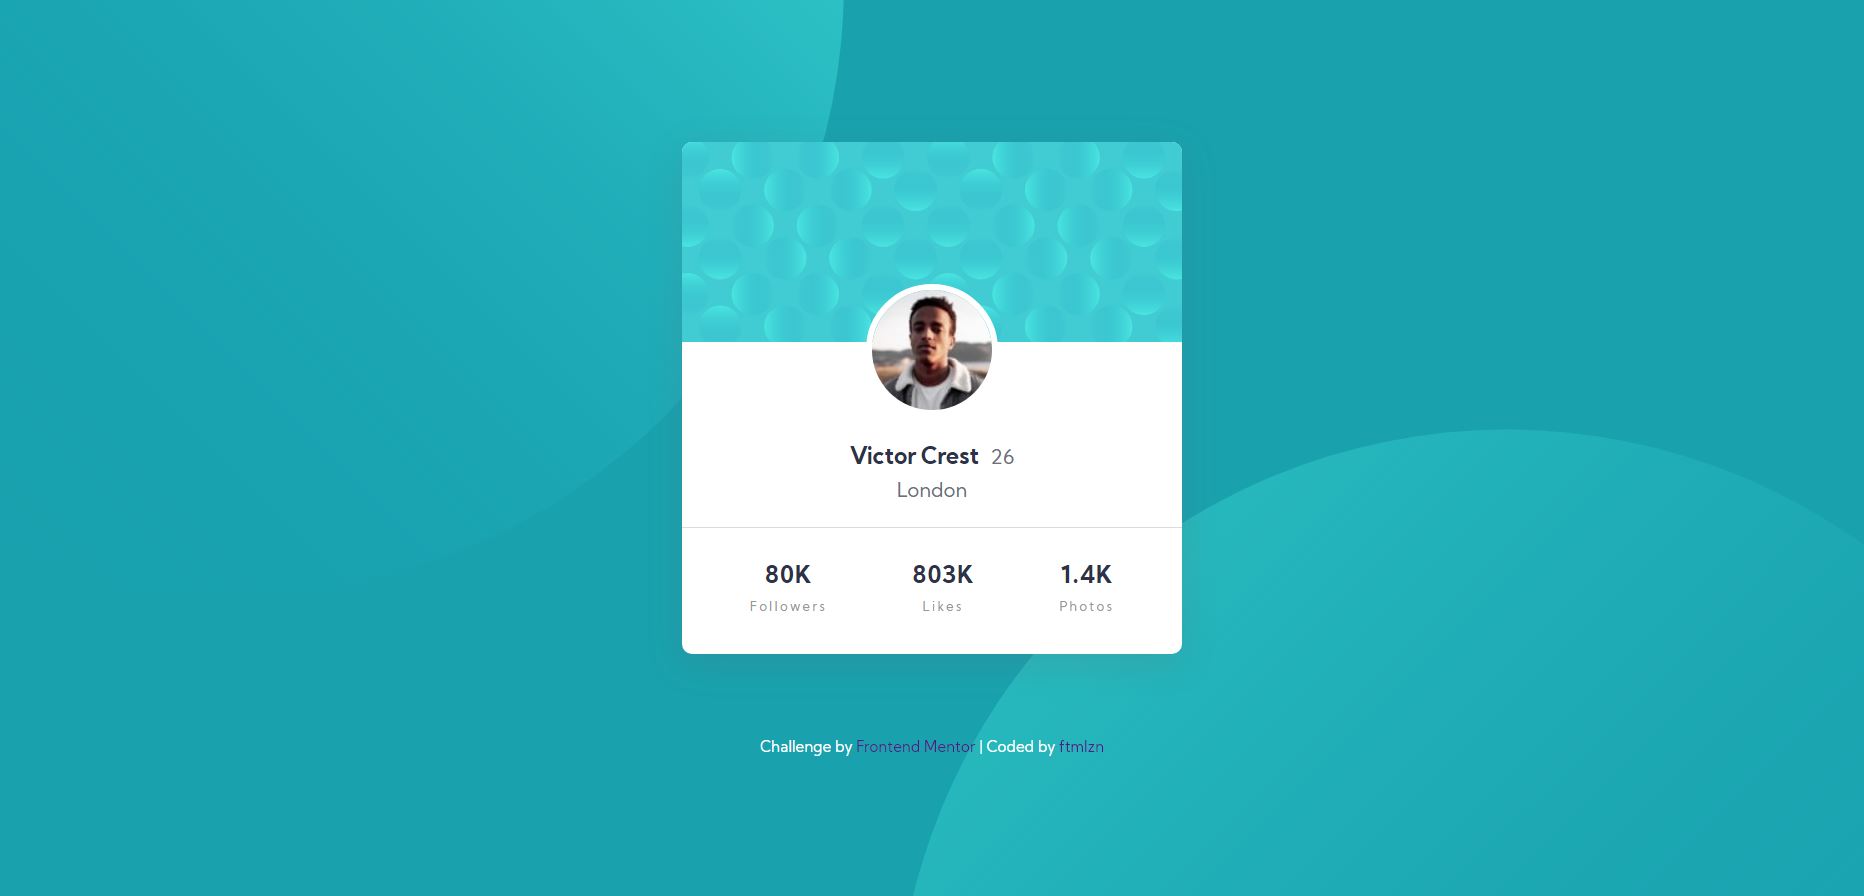 Victor Crest 26
London
80K 803K 1.4K
Followers Likes Photos
Challenge by Frontend Mentor | Coded by ftmlzn